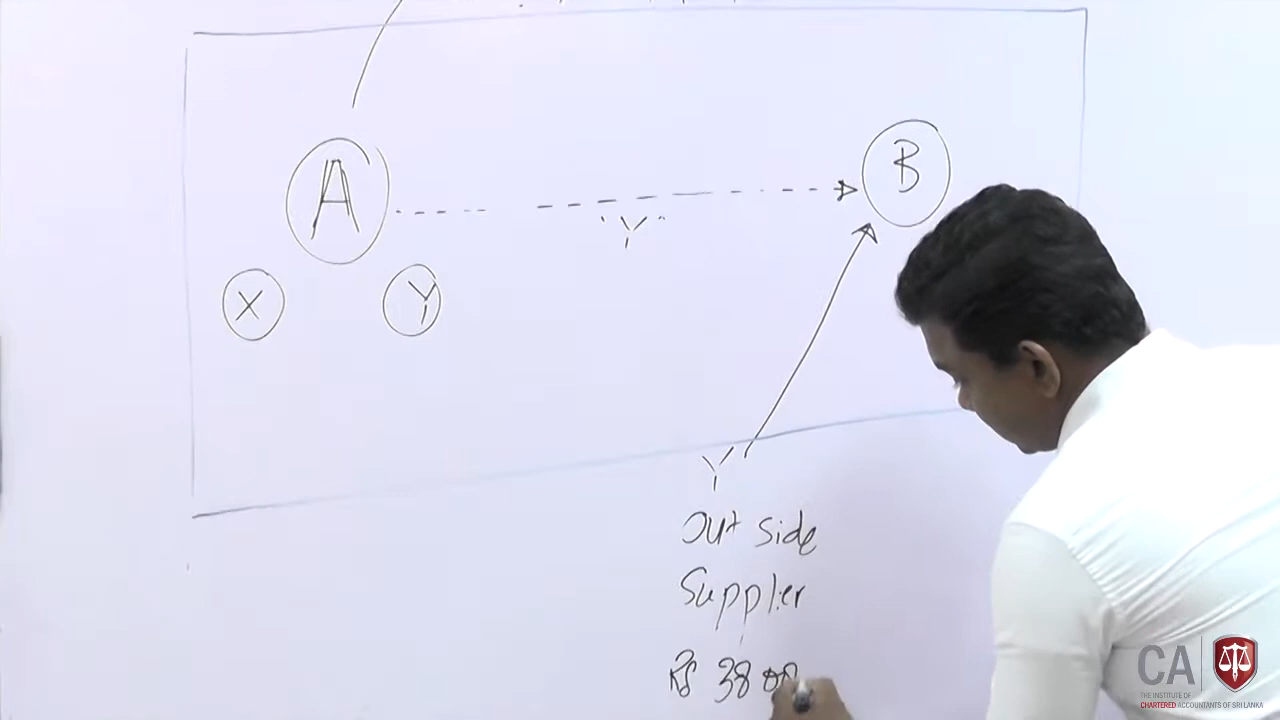 A
B
"Y"
X
Y
Y
Out side
Supplier
Rs 38
CA
THE INSTITUTE OF
CHARTERED ACCOUNTANTS OF SRI LANKA